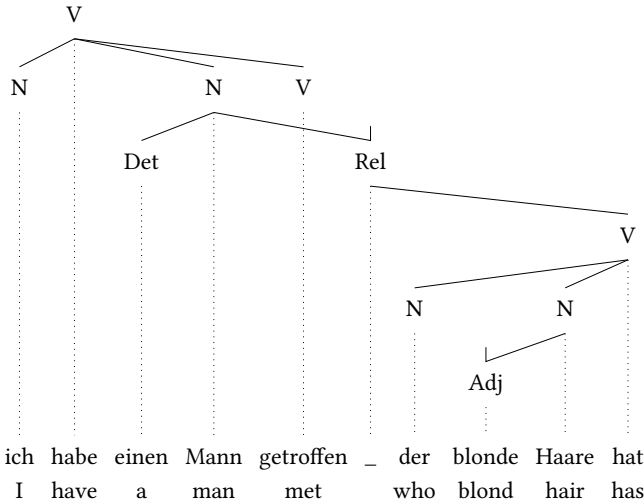 V
N N V
Det Rel
V
N N
Adj
ich habe einen Mann getroffen _ der blonde Haare hat
I have a man met who blond hair has